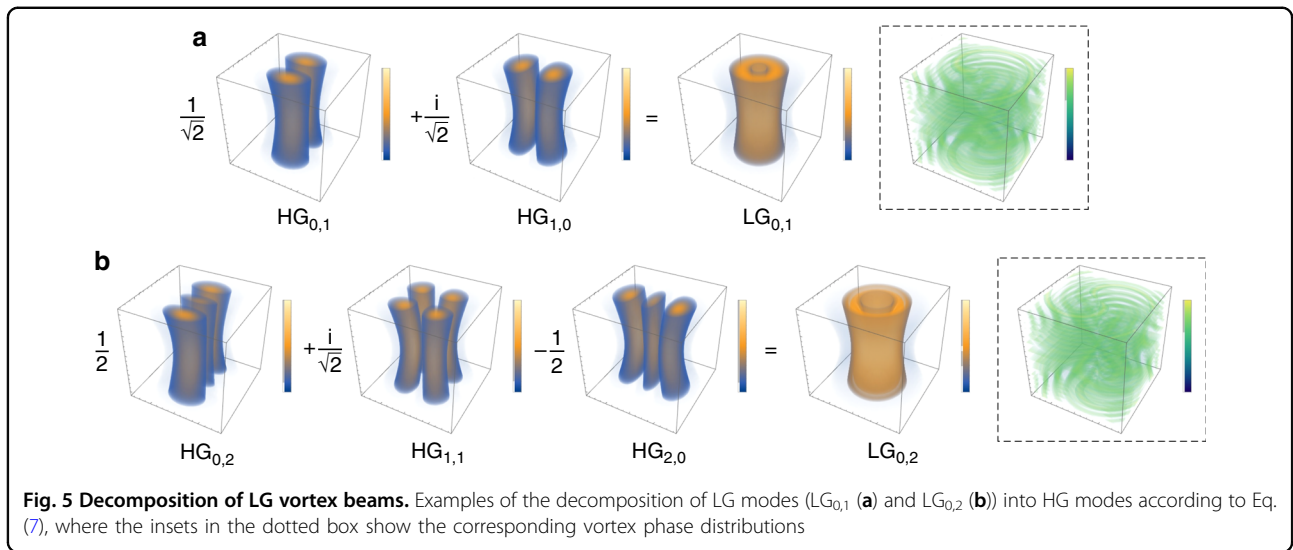 a
1/√2 + i/√2 =
HG0,1 HG1,0 LG0,1
b
1/2 + i/√2 − 1/2 =
HG0,2 HG1,1 HG2,0 LG0,2
Fig. 5 Decomposition of LG vortex beams. Examples of the decomposition of LG modes (LG0,1 (a) and LG0,2 (b)) into HG modes according to Eq.
(7), where the insets in the dotted box show the corresponding vortex phase distributions